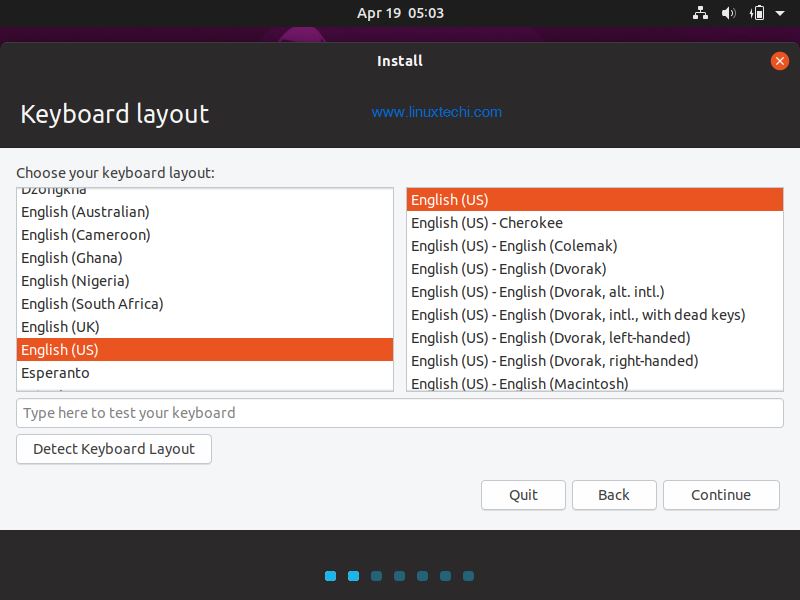 Apr 19 05:03
Install
Keyboard layout
www.linuxtechi.com
Choose your keyboard layout:
Dzongkha
English (Australian)
English (Cameroon)
English (Ghana)
English (Nigeria)
English (South Africa)
English (UK)
English (US)
Esperanto
English (US)
English (US) - Cherokee
English (US) - English (Colemak)
English (US) - English (Dvorak)
English (US) - English (Dvorak, alt. intl.)
English (US) - English (Dvorak, intl., with dead keys)
English (US) - English (Dvorak, left-handed)
English (US) - English (Dvorak, right-handed)
English (US) - English (Macintosh)
Type here to test your keyboard
Detect Keyboard Layout
Quit
Back
Continue